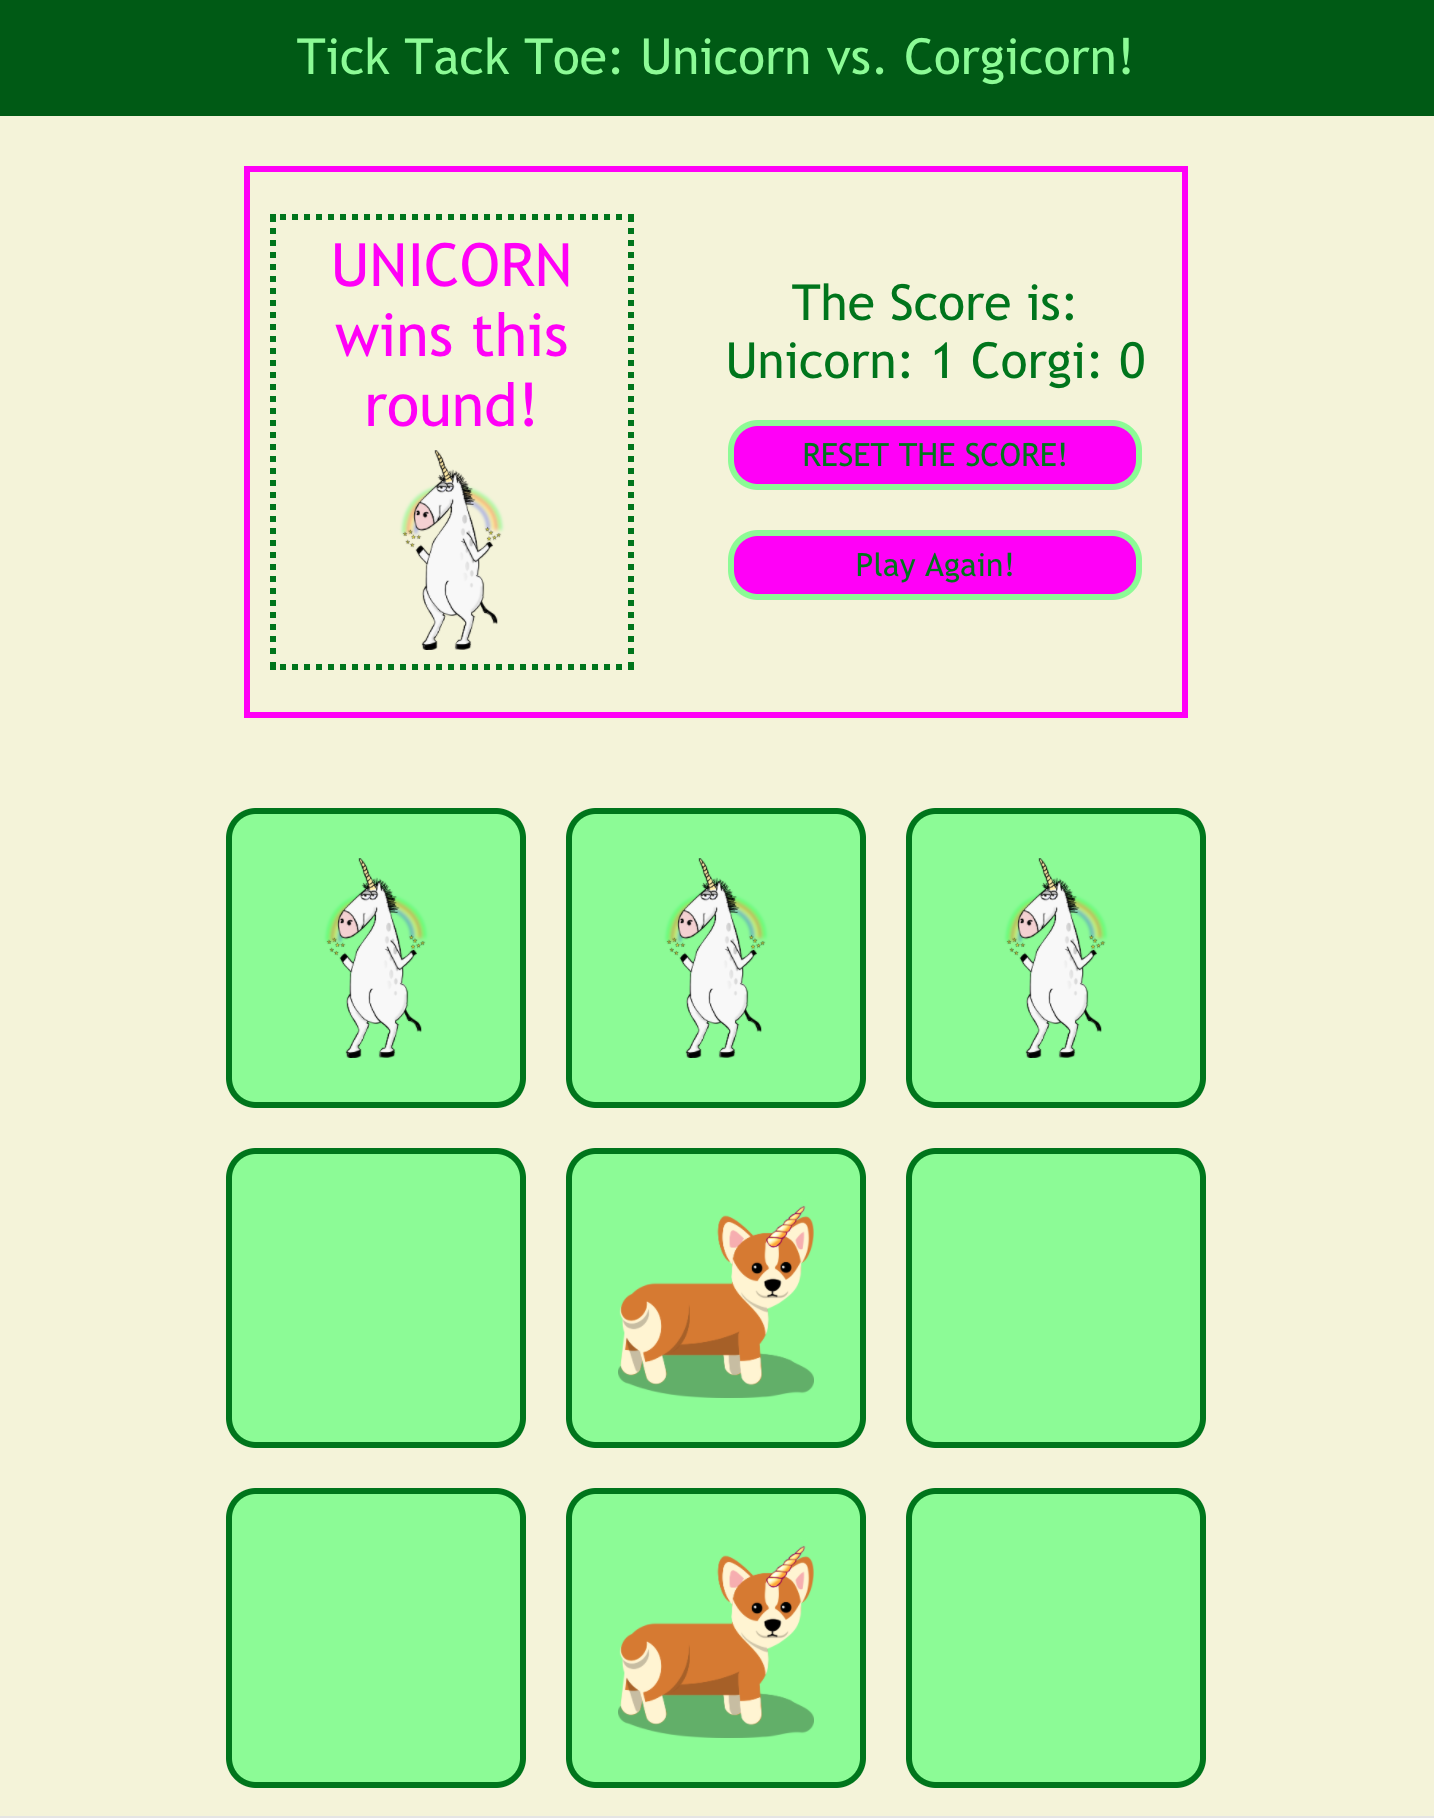 Tick Tack Toe: Unicorn vs. Corgicorn!
UNICORN
wins this
round!
The Score is:
Unicorn: 1 Corgi: 0
RESET THE SCORE!
Play Again!